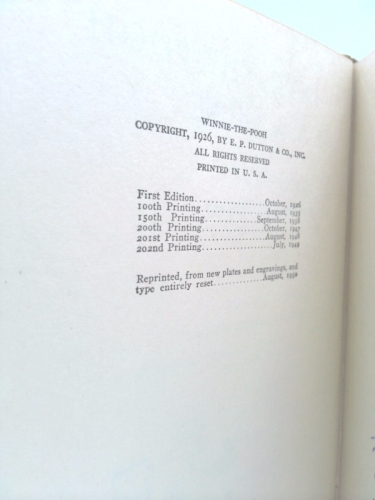 WINNIE-THE-POOH
COPYRIGHT, 1926, BY E. P. DUTTON & CO., INC.
ALL RIGHTS RESERVED
PRINTED IN U. S. A.
First Edition....................October, 1926
100th Printing.................August, 1933
150th Printing..............September, 1938
200th Printing.................October, 1947
201st Printing..................August, 1948
202nd Printing....................July, 1949
Reprinted, from new plates and engravings, and
type entirely reset..............August, 1950